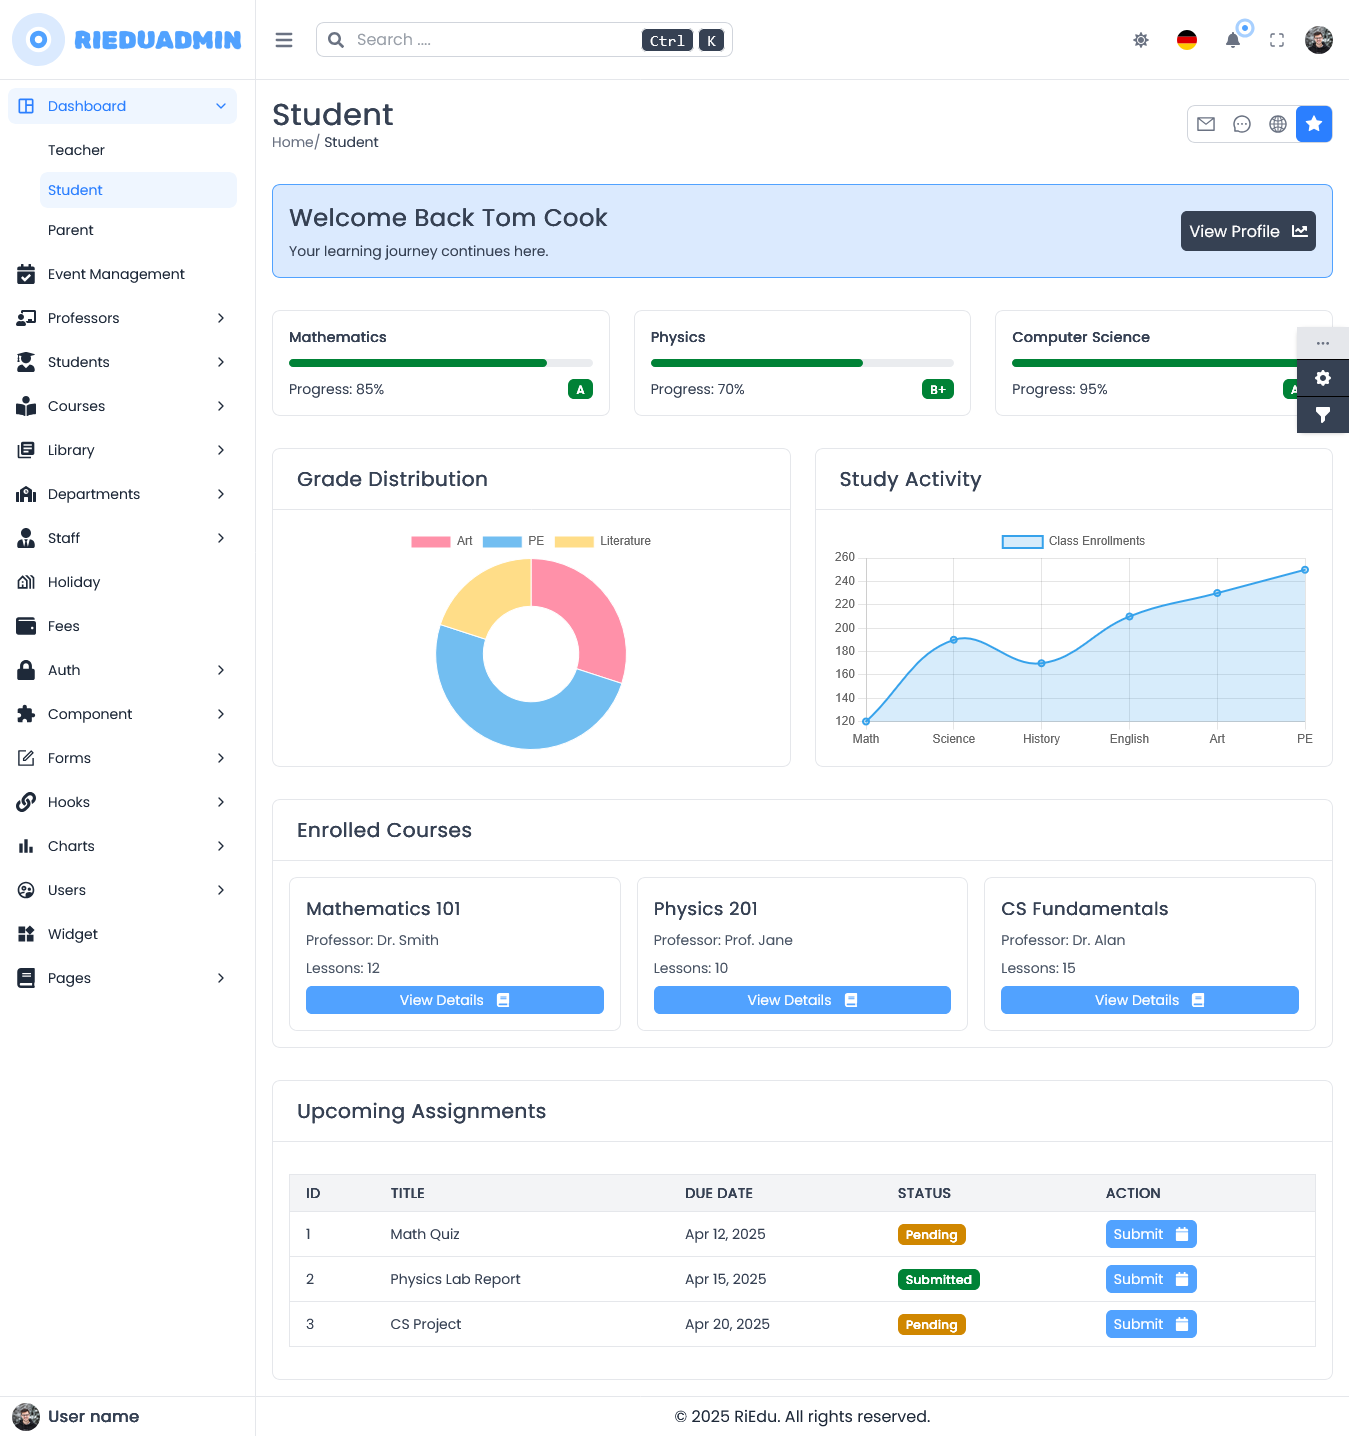 RIEDUADMIN
Search ....
Ctrl K
Dashboard
Teacher
Student
Parent
Event Management
Professors
Students
Courses
Library
Departments
Staff
Holiday
Fees
Auth
Component
Forms
Hooks
Charts
Users
Widget
Pages
User name
Student
Home/ Student
Welcome Back Tom Cook
Your learning journey continues here.
View Profile
Mathematics
Progress: 85% A
Physics
Progress: 70% B+
Computer Science
Progress: 95%
Grade Distribution
Art PE Literature
Study Activity
Class Enrollments
260
240
220
200
180
160
140
120
Math Science History English Art PE
Enrolled Courses
Mathematics 101
Professor: Dr. Smith
Lessons: 12
View Details
Physics 201
Professor: Prof. Jane
Lessons: 10
View Details
CS Fundamentals
Professor: Dr. Alan
Lessons: 15
View Details
Upcoming Assignments
ID TITLE DUE DATE STATUS ACTION
1 Math Quiz Apr 12, 2025 Pending Submit
2 Physics Lab Report Apr 15, 2025 Submitted Submit
3 CS Project Apr 20, 2025 Pending Submit
© 2025 RiEdu. All rights reserved.